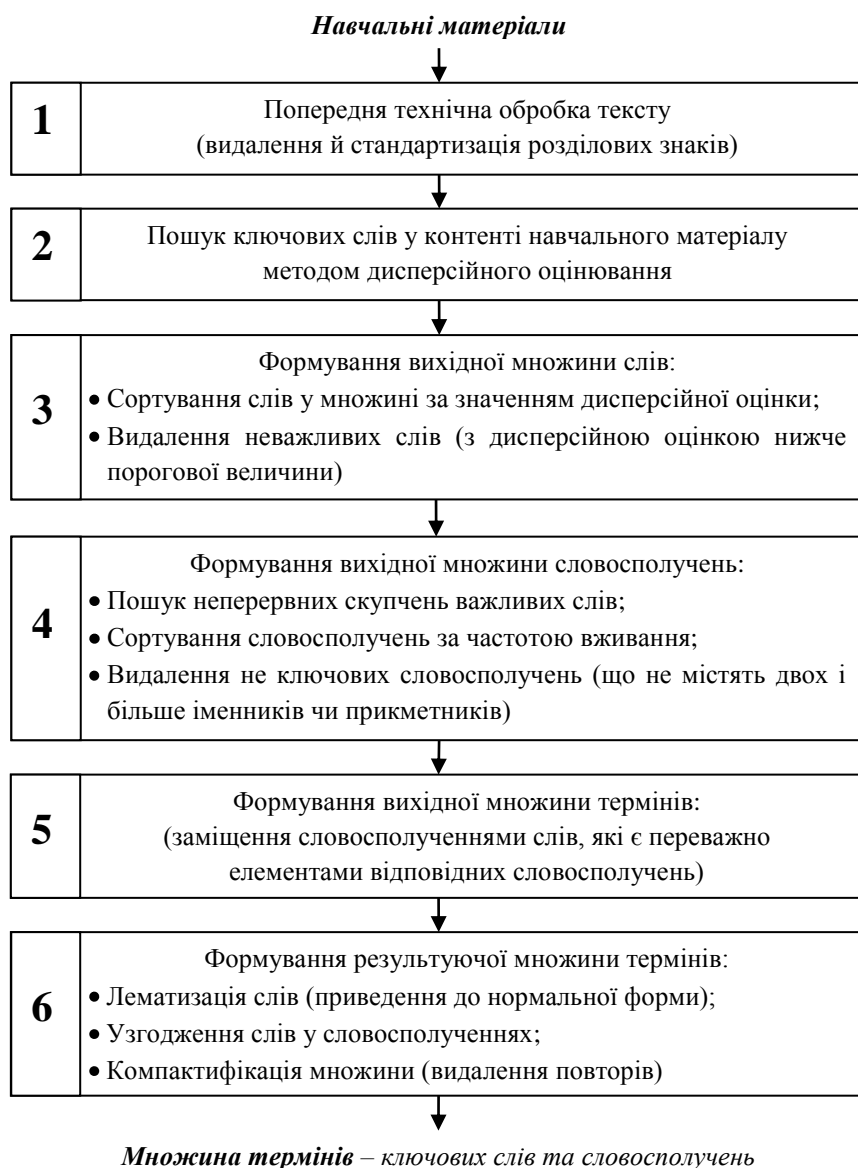 Навчальні матеріали
1
Попередня технічна обробка тексту
(видалення й стандартизація розділових знаків)
2
Пошук ключових слів у контенті навчального матеріалу
методом дисперсійного оцінювання
3
Формування вихідної множини слів:
• Сортування слів у множині за значенням дисперсійної оцінки;
• Видалення неважливих слів (з дисперсійною оцінкою нижче
порогової величини)
4
Формування вихідної множини словосполучень:
• Пошук неперервних скупчень важливих слів;
• Сортування словосполучень за частотою вживання;
• Видалення не ключових словосполучень (що не містять двох і
більше іменників чи прикметників)
5
Формування вихідної множини термінів:
(заміщення словосполученнями слів, які є переважно
елементами відповідних словосполучень)
6
Формування результуючої множини термінів:
• Лематизація слів (приведення до нормальної форми);
• Узгодження слів у словосполученнях;
• Компактифікація множини (видалення повторів)
Множина термінів – ключових слів та словосполучень